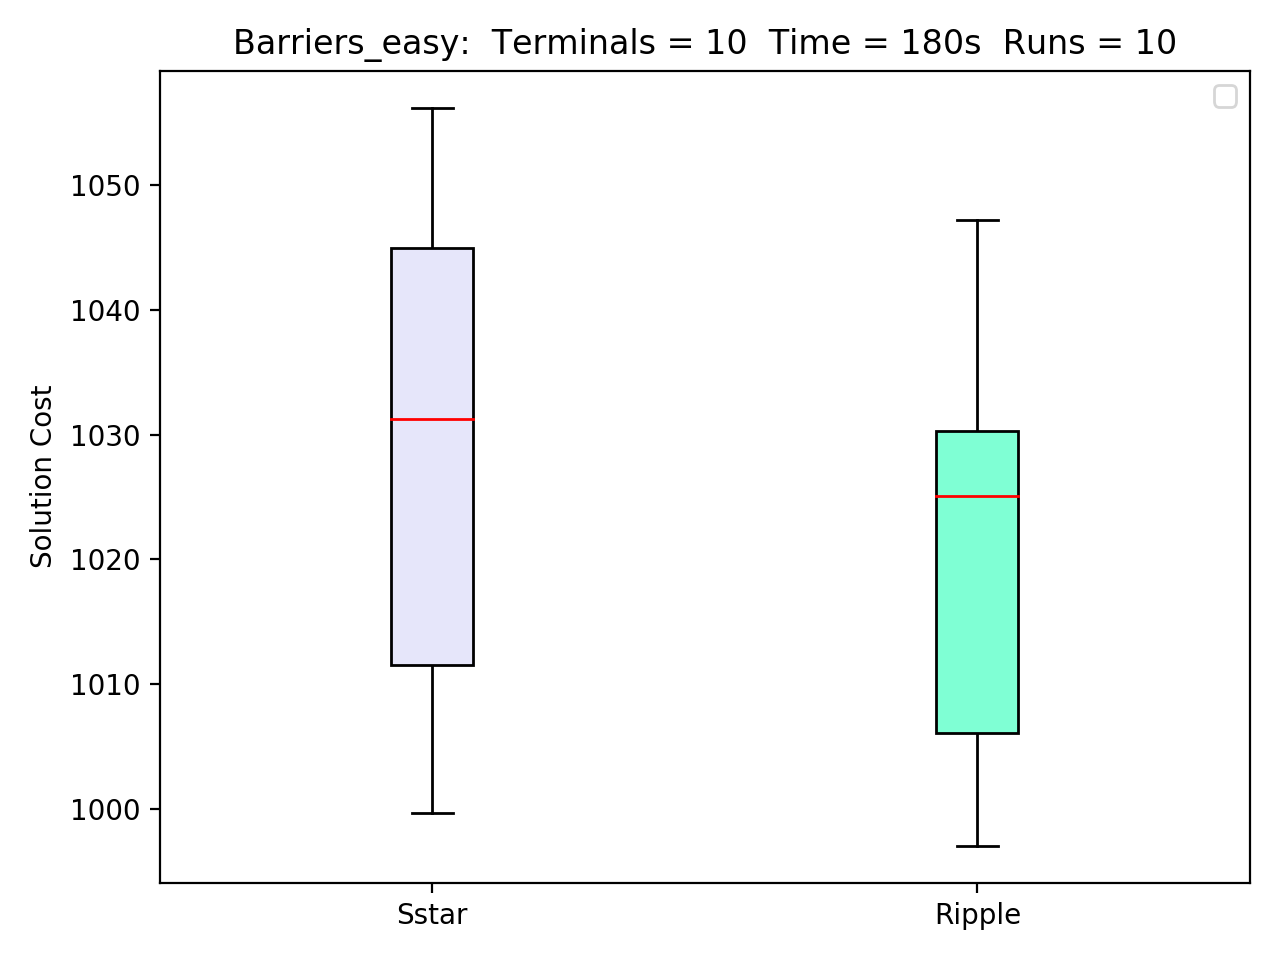 Barriers_easy:  Terminals = 10  Time = 180s  Runs = 10
Solution Cost
1050
1040
1030
1020
1010
1000
Sstar
Ripple